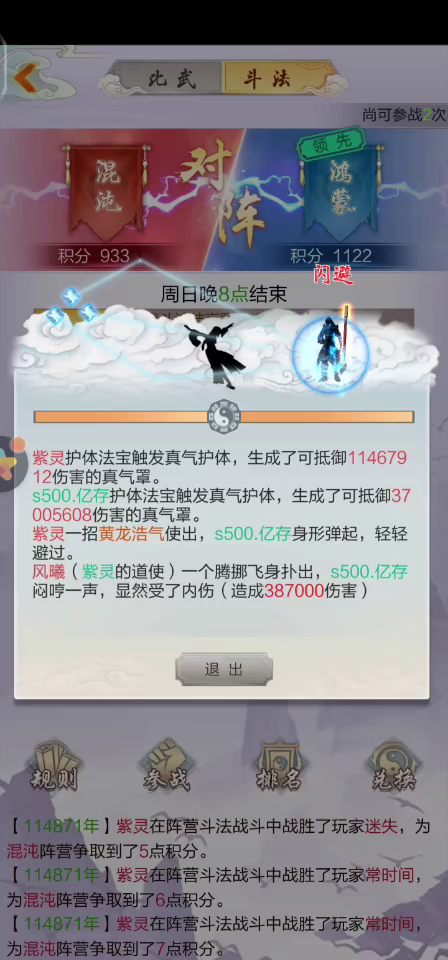 比武 斗法
尚可参战2次
混沌
对阵
领先
鸿蒙
积分 933
积分 1122
闪避
周日晚8点结束
紫灵护体法宝触发真气护体，生成了可抵御114679
12伤害的真气罩。
s500.亿存护体法宝触发真气护体，生成了可抵御37
005608伤害的真气罩。
紫灵一招黄龙浩气使出，s500.亿存身形弹起，轻轻
避过。
风曦（紫灵的道使）一个腾挪飞身扑出，s500.亿存
闷哼一声，显然受了内伤（造成387000伤害）
退出
规则 参战 排名 兑换
【114871年】紫灵在阵营斗法战斗中战胜了玩家迷失，为
混沌阵营争取到了5点积分。
【114871年】紫灵在阵营斗法战斗中战胜了玩家常时间，
为混沌阵营争取到了6点积分。
【114871年】紫灵在阵营斗法战斗中战胜了玩家常时间，
为混沌阵营争取到了7点积分。